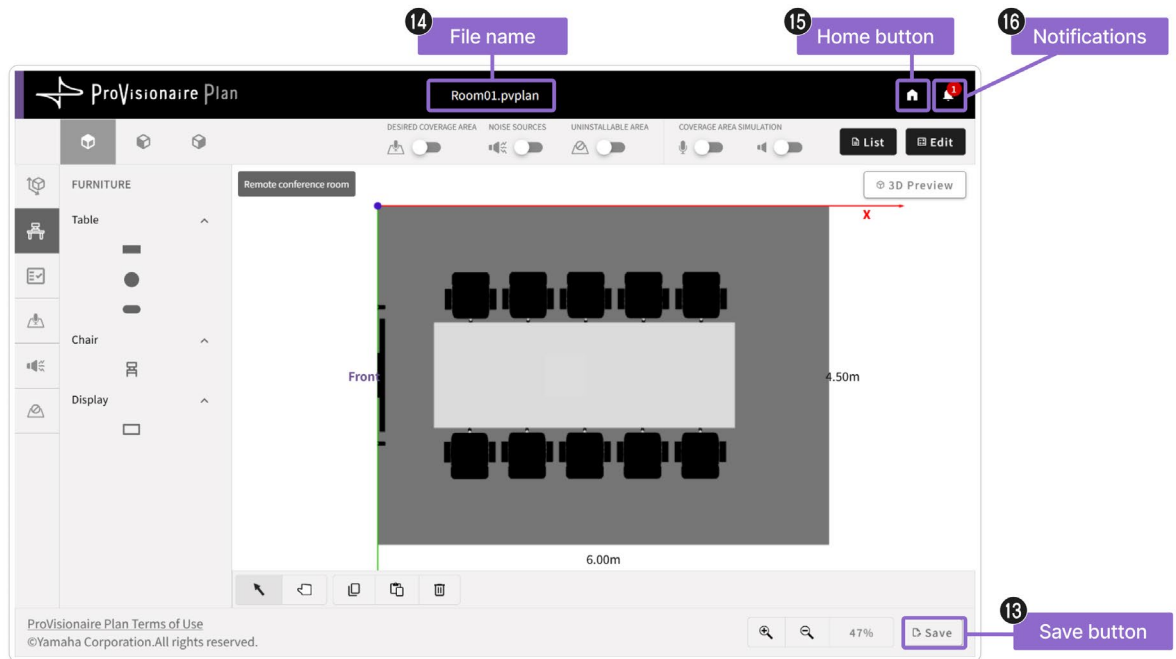 14
File name
15
Home button
16
Notifications
ProVisionaire Plan
Room01.pvplan
1
DESIRED COVERAGE AREA NOISE SOURCES UNINSTALLABLE AREA COVERAGE AREA SIMULATION
List
Edit
FURNITURE
Remote conference room
3D Preview
Table
X
Chair
Front
4.50m
Display
6.00m
ProVisionaire Plan Terms of Use
©Yamaha Corporation.All rights reserved.
47%
Save
13
Save button